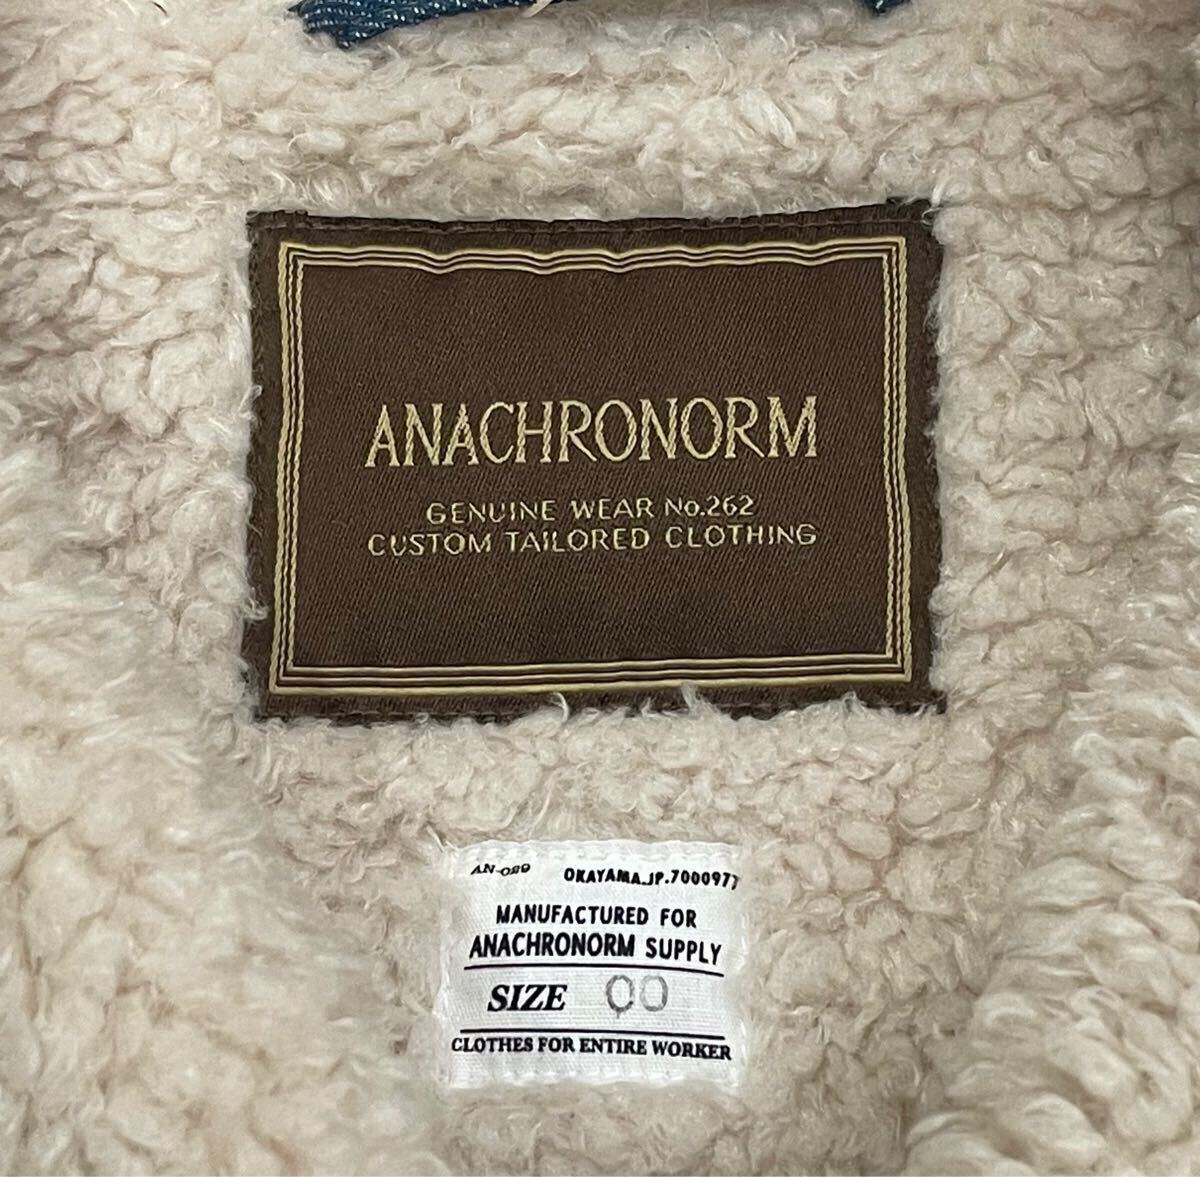 ANACHRONORM
GENUINE WEAR No.262
CUSTOM TAILORED CLOTHING
AN-029 OKAYAMA.JP.7000977
MANUFACTURED FOR
ANACHRONORM SUPPLY
SIZE 00
CLOTHES FOR ENTIRE WORKER